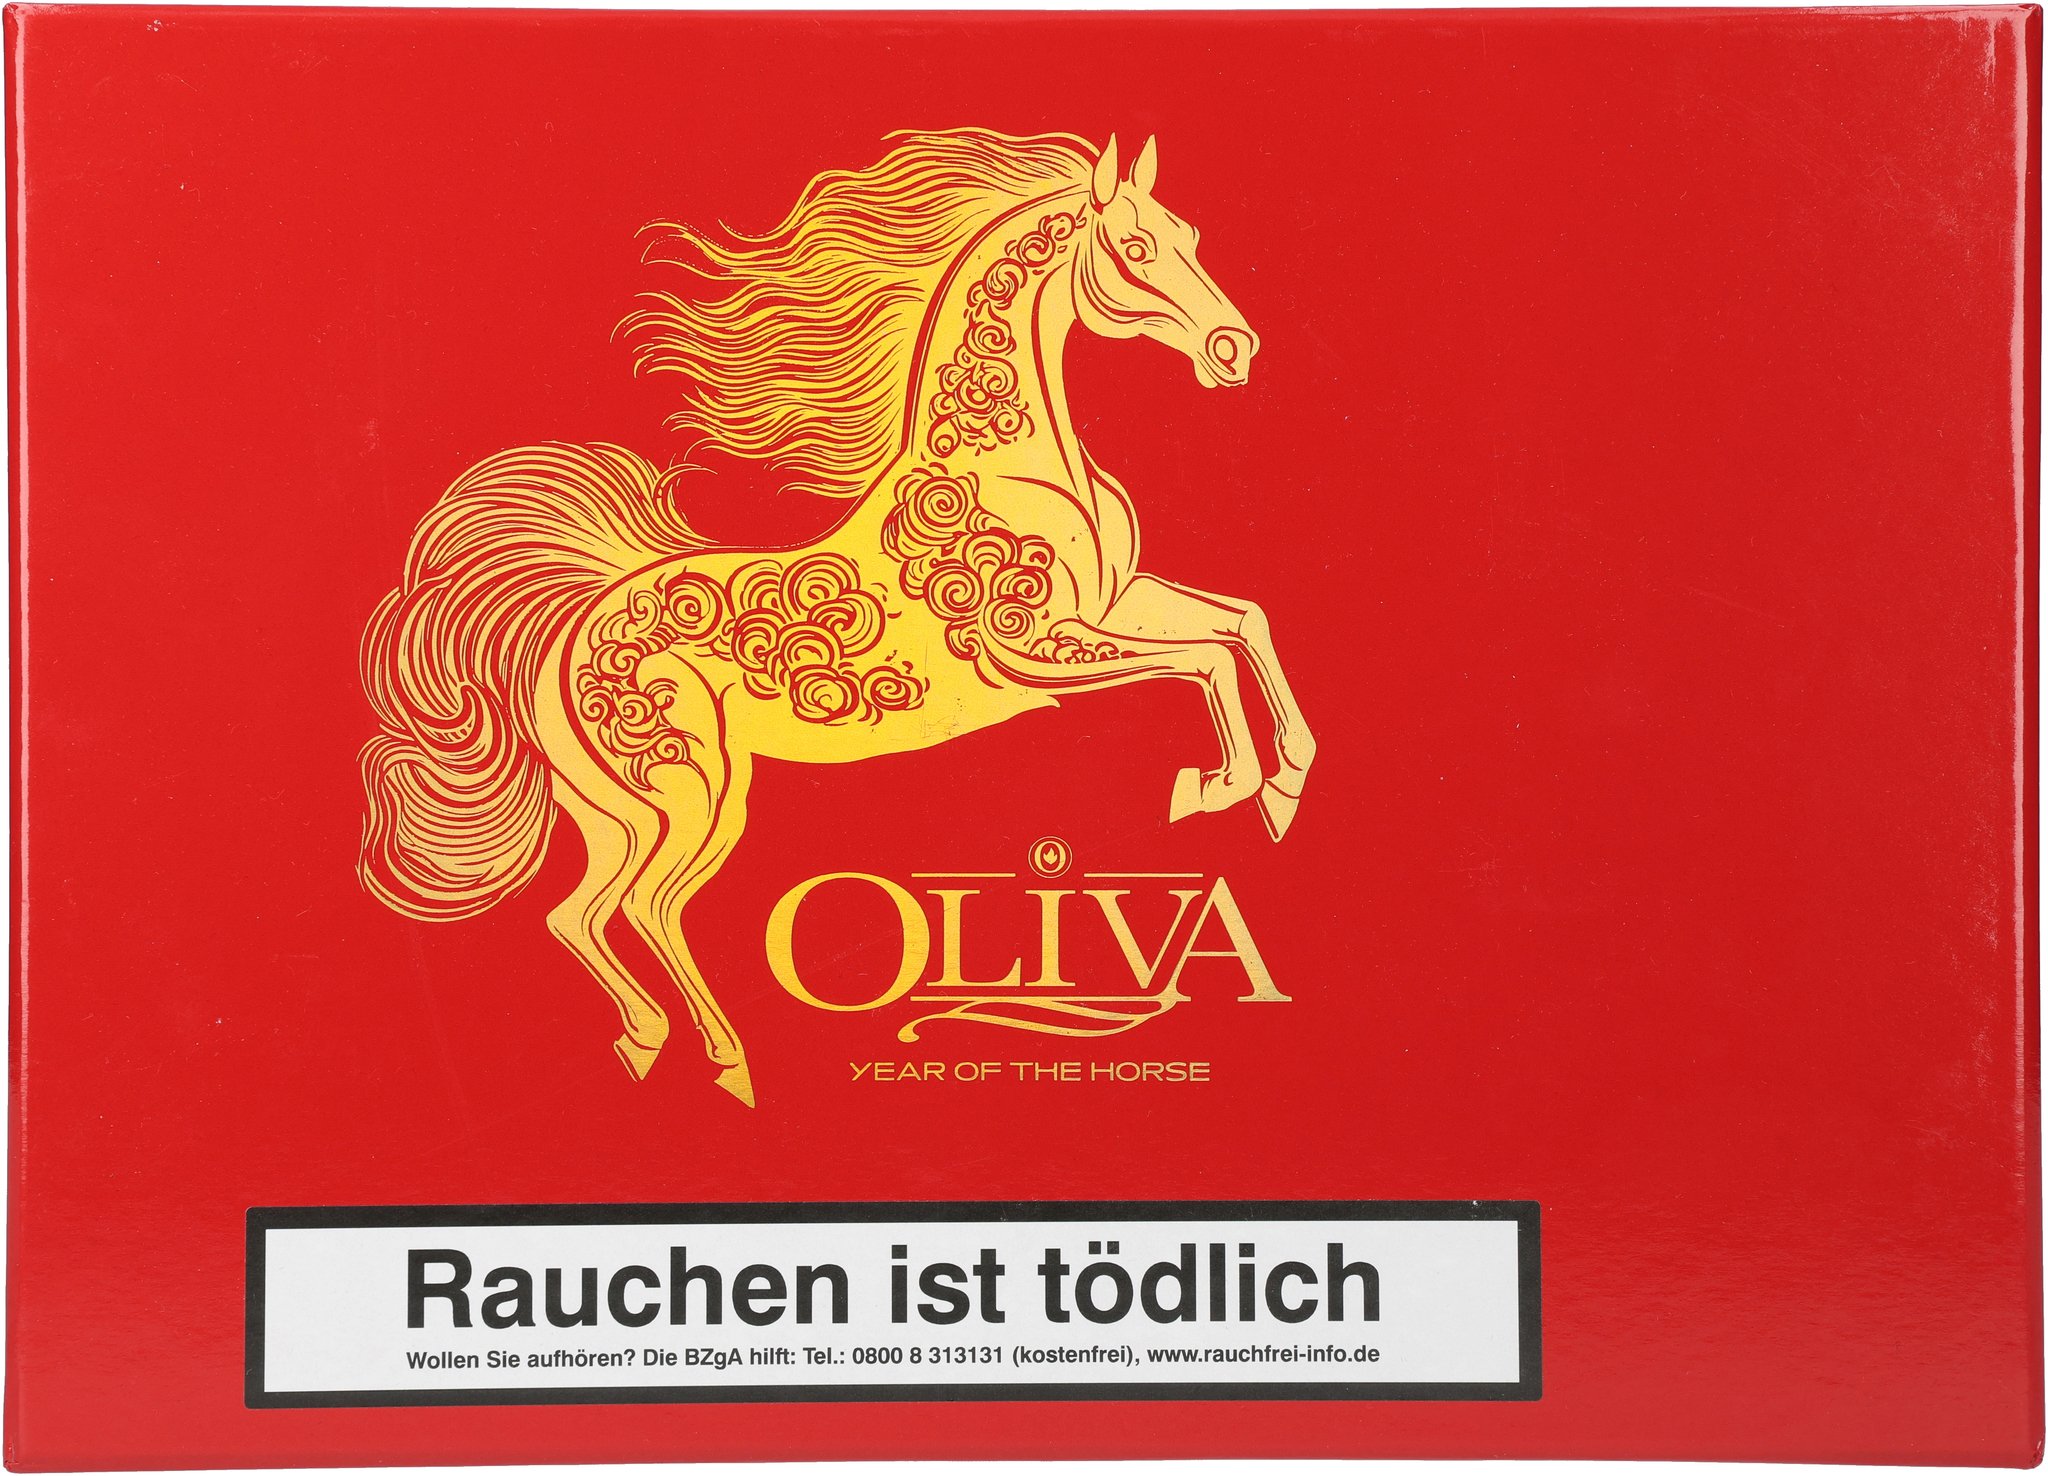 OLIVA
YEAR OF THE HORSE
Rauchen ist tödlich
Wollen Sie aufhören? Die BZgA hilft: Tel.: 0800 8 313131 (kostenfrei), www.rauchfrei-info.de